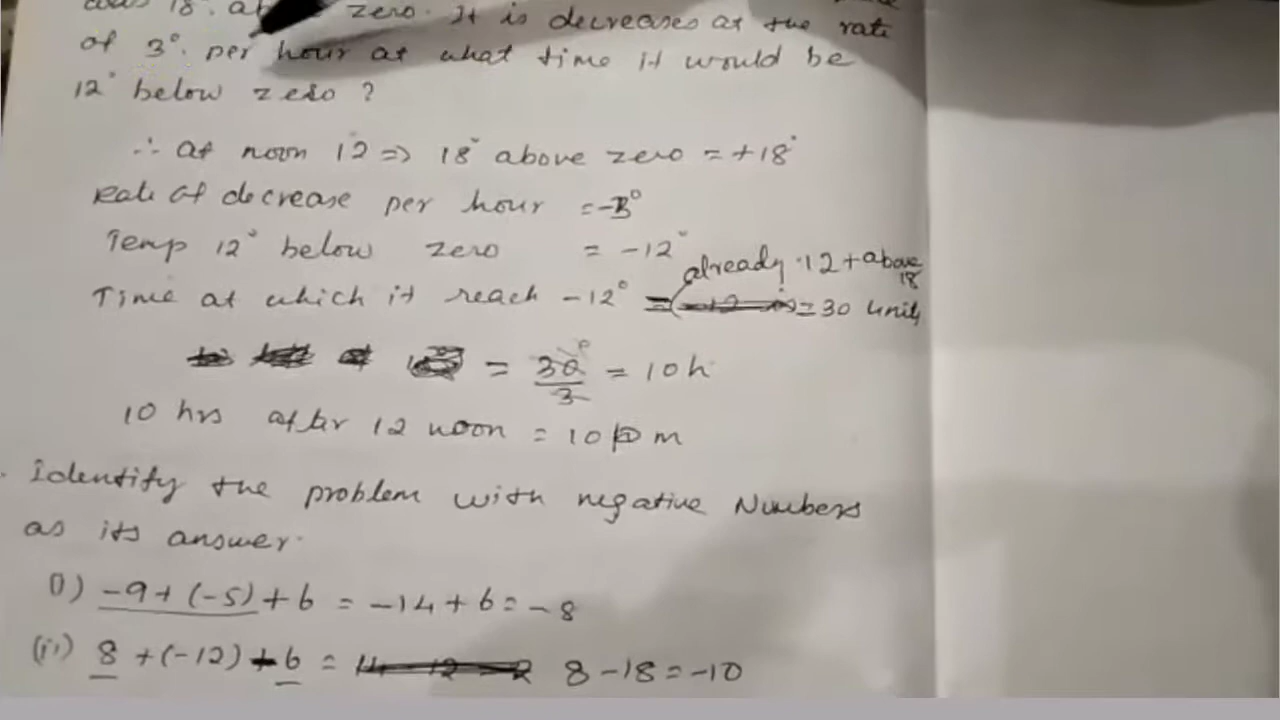 18°. zero. It is decreases at the rate
of 3°. per hour at what time it would be
12° below zero ?
∴ at noon 12 => 18° above zero = +18°
Rate of decrease per hour = -3°
Temp 12° below zero = -12°
already 12 + above 18
Time at which it reach -12° = = 30 units
= 30°/3 = 10h
10 hrs after 12 noon = 10 pm
Identify the problem with negative Numbers
as its answer.
(i) -9 + (-5) + 6 = -14 + 6 = -8
(ii) 8 + (-12) - 6 = 8 - 18 = -10